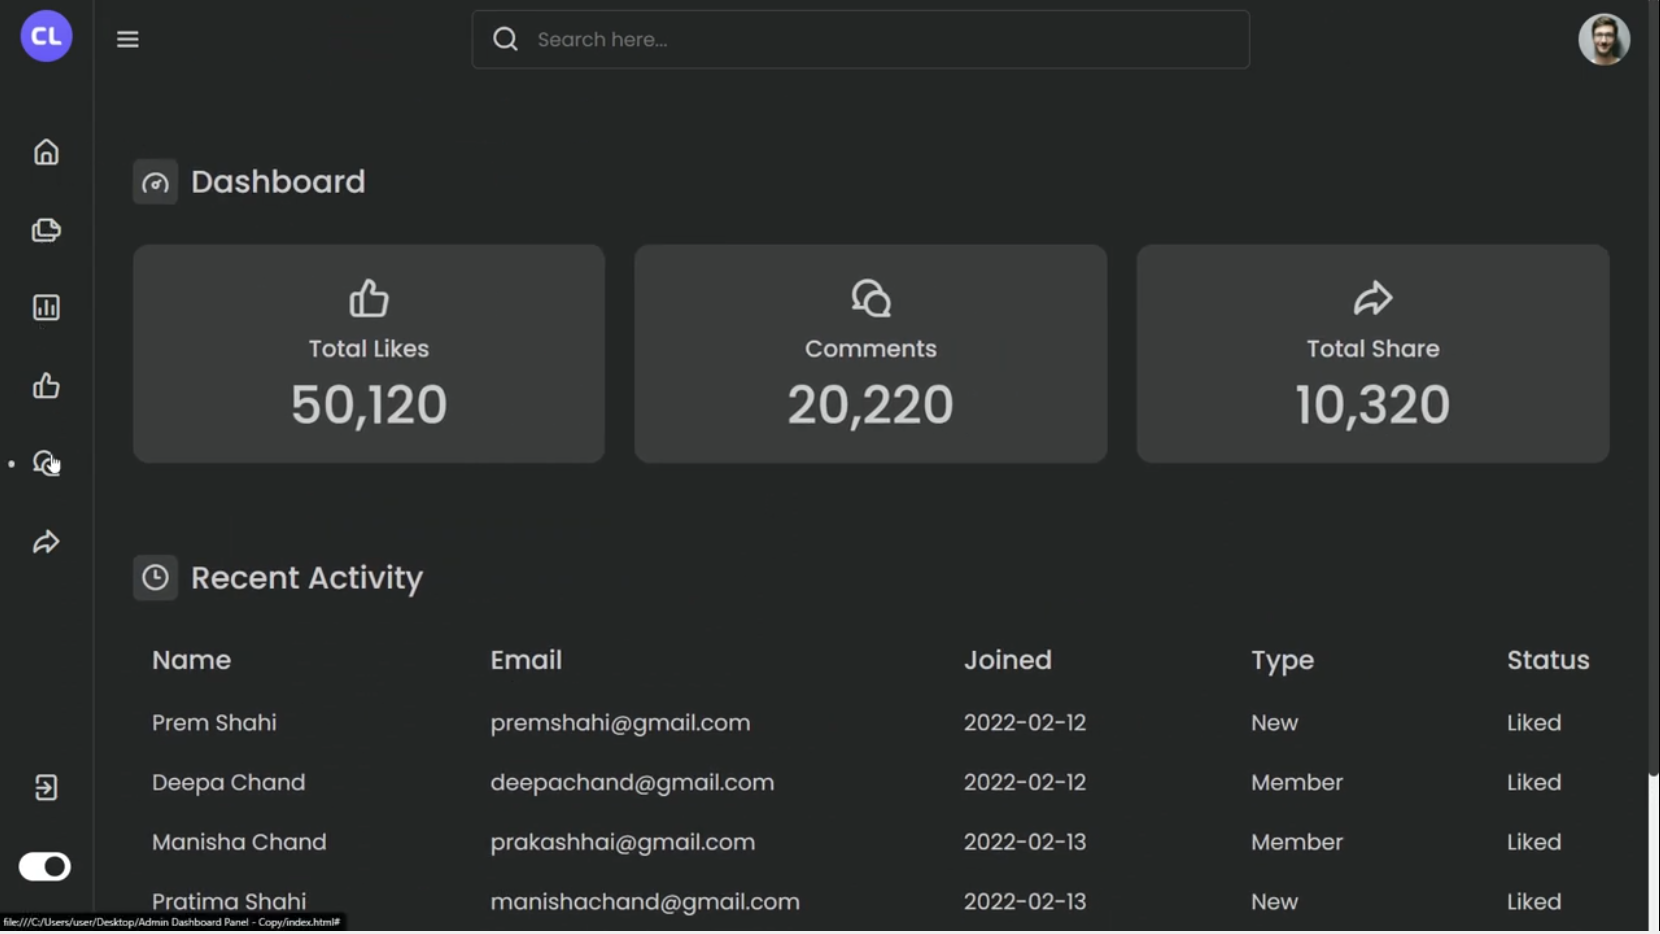 CL
Search here...
Dashboard
Total Likes
50,120
Comments
20,220
Total Share
10,320
Recent Activity
Name Email Joined Type Status
Prem Shahi premshahi@gmail.com 2022-02-12 New Liked
Deepa Chand deepachand@gmail.com 2022-02-12 Member Liked
Manisha Chand prakashhai@gmail.com 2022-02-13 Member Liked
Pratima Shahi manishachand@gmail.com 2022-02-13 New Liked
file:///C:/Users/user/Desktop/Admin Dashboard Panel - Copy/index.html#